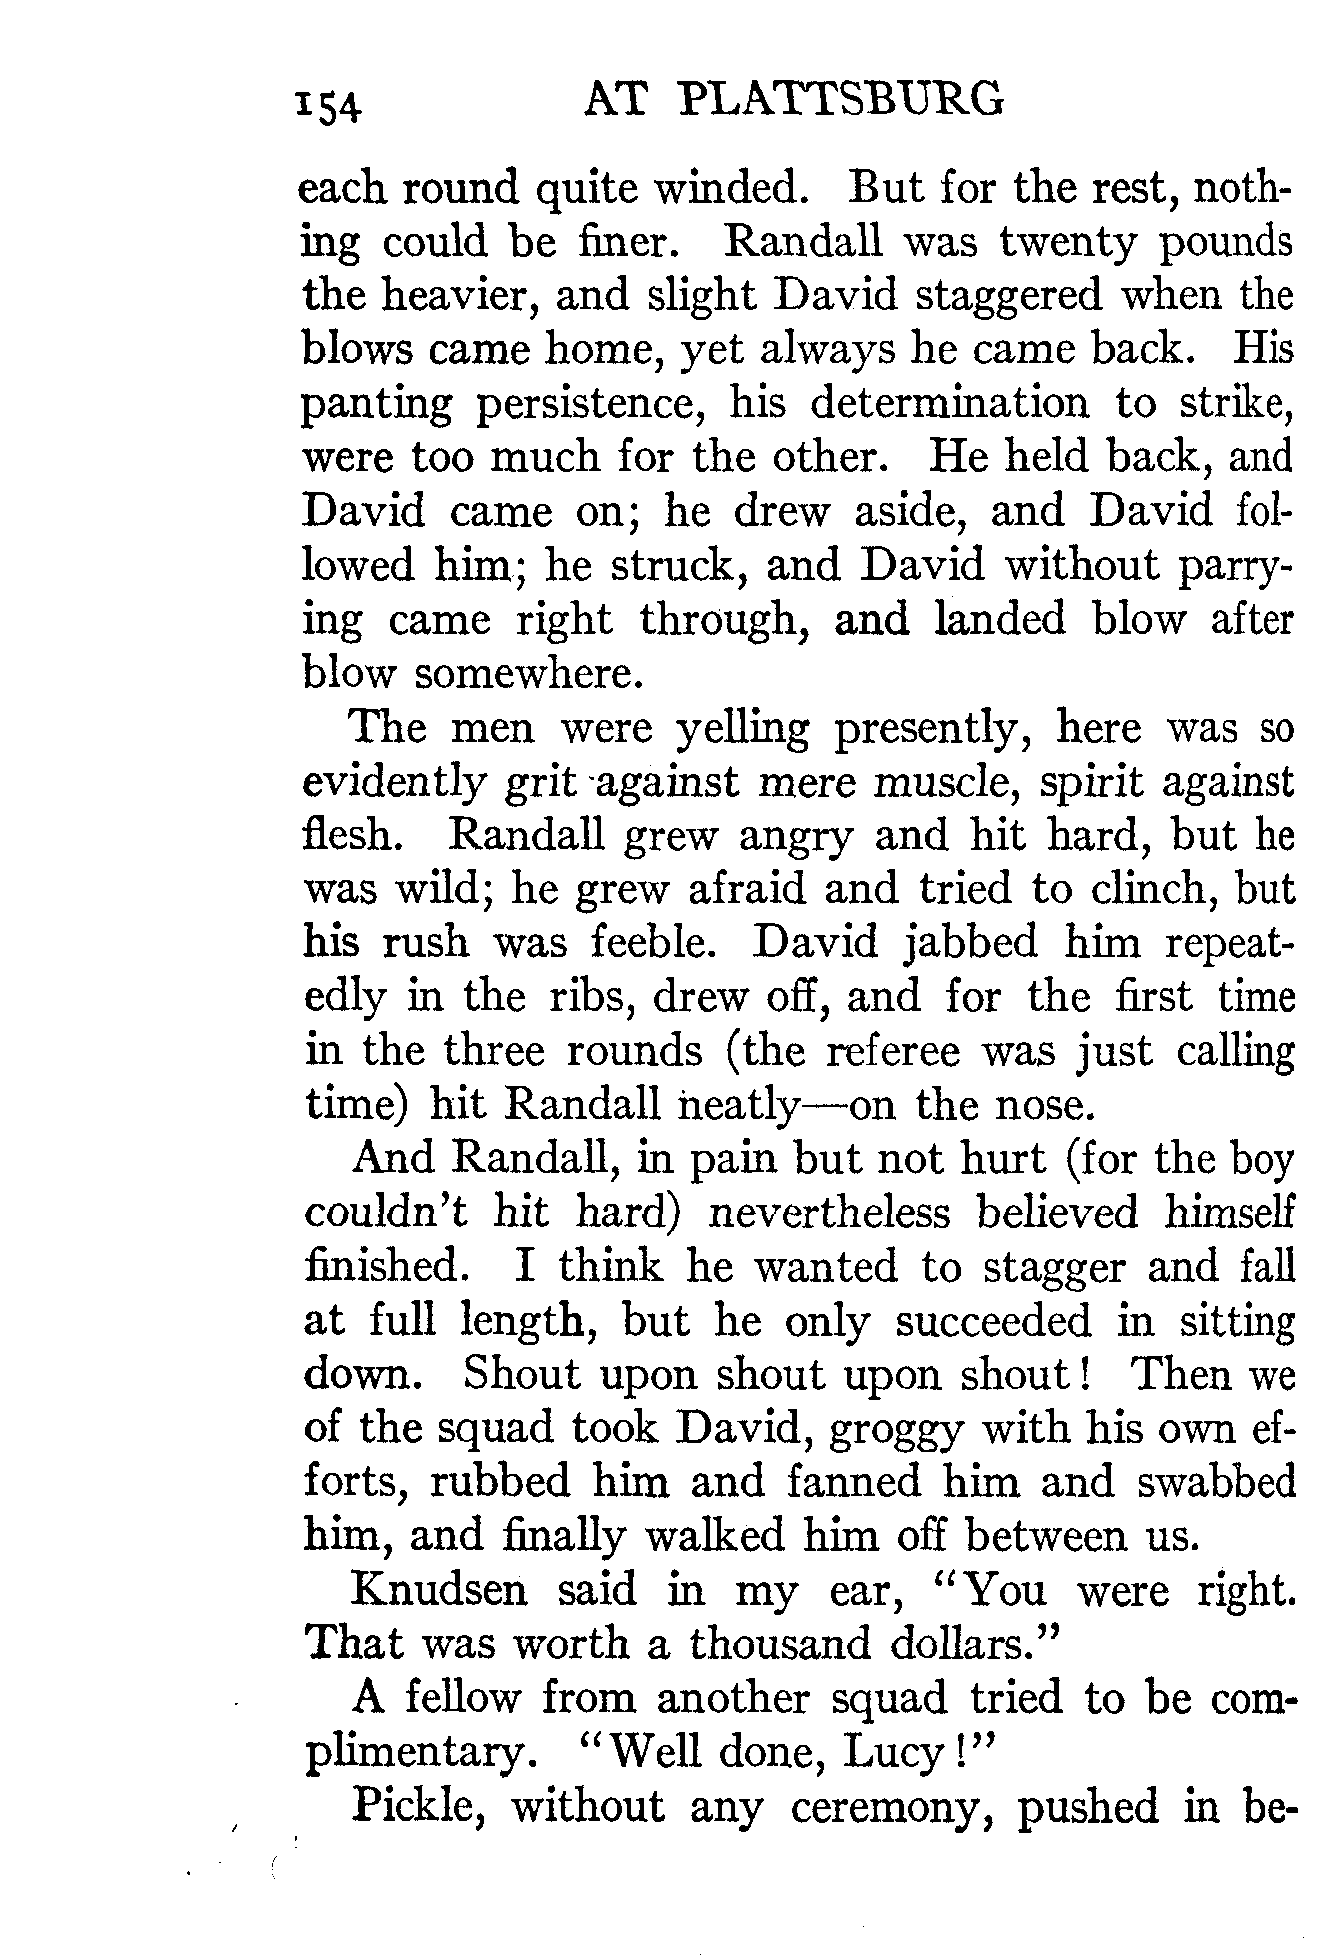 154 AT PLATTSBURG
each round quite winded. But for the rest, noth-
ing could be finer. Randall was twenty pounds
the heavier, and slight David staggered when the
blows came home, yet always he came back. His
panting persistence, his determination to strike,
were too much for the other. He held back, and
David came on; he drew aside, and David fol-
lowed him; he struck, and David without parry-
ing came right through, and landed blow after
blow somewhere.
The men were yelling presently, here was so
evidently grit against mere muscle, spirit against
flesh. Randall grew angry and hit hard, but he
was wild; he grew afraid and tried to clinch, but
his rush was feeble. David jabbed him repeat-
edly in the ribs, drew off, and for the first time
in the three rounds (the referee was just calling
time) hit Randall neatly—on the nose.
And Randall, in pain but not hurt (for the boy
couldn't hit hard) nevertheless believed himself
finished. I think he wanted to stagger and fall
at full length, but he only succeeded in sitting
down. Shout upon shout upon shout! Then we
of the squad took David, groggy with his own ef-
forts, rubbed him and fanned him and swabbed
him, and finally walked him off between us.
Knudsen said in my ear, "You were right.
That was worth a thousand dollars."
A fellow from another squad tried to be com-
plimentary. "Well done, Lucy!"
Pickle, without any ceremony, pushed in be-